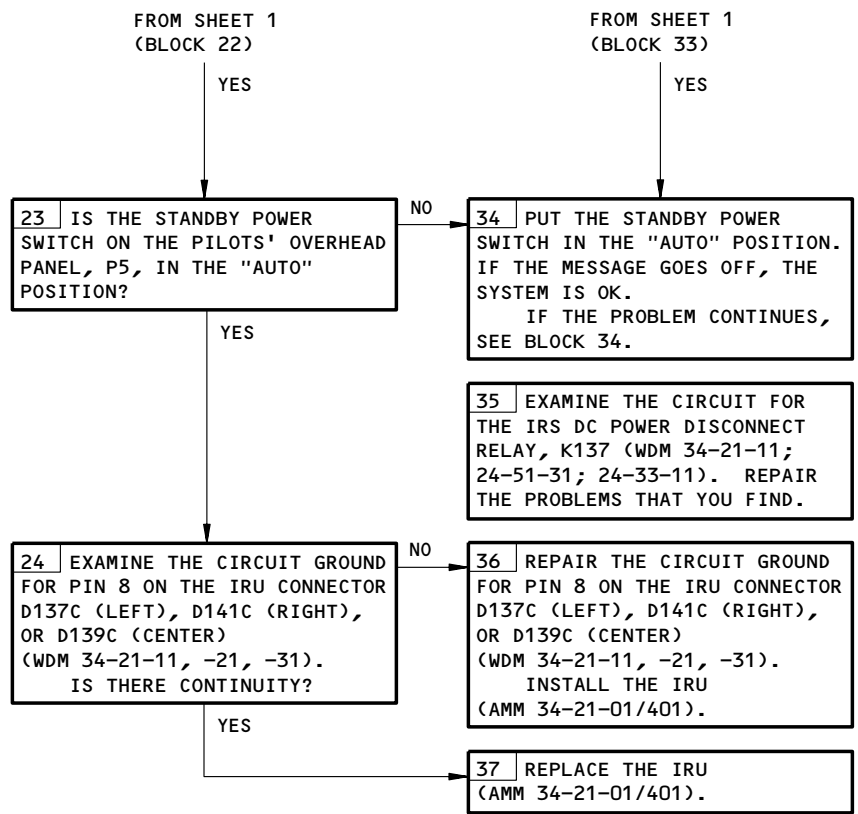 FROM SHEET 1
(BLOCK 22)
YES
FROM SHEET 1
(BLOCK 33)
YES
23 IS THE STANDBY POWER
SWITCH ON THE PILOTS' OVERHEAD
PANEL, P5, IN THE "AUTO"
POSITION?
NO
YES
34 PUT THE STANDBY POWER
SWITCH IN THE "AUTO" POSITION.
IF THE MESSAGE GOES OFF, THE
SYSTEM IS OK.
IF THE PROBLEM CONTINUES,
SEE BLOCK 34.
35 EXAMINE THE CIRCUIT FOR
THE IRS DC POWER DISCONNECT
RELAY, K137 (WDM 34-21-11;
24-51-31; 24-33-11). REPAIR
THE PROBLEMS THAT YOU FIND.
24 EXAMINE THE CIRCUIT GROUND
FOR PIN 8 ON THE IRU CONNECTOR
D137C (LEFT), D141C (RIGHT),
OR D139C (CENTER)
(WDM 34-21-11, -21, -31).
IS THERE CONTINUITY?
NO
YES
36 REPAIR THE CIRCUIT GROUND
FOR PIN 8 ON THE IRU CONNECTOR
D137C (LEFT), D141C (RIGHT),
OR D139C (CENTER)
(WDM 34-21-11, -21, -31).
INSTALL THE IRU
(AMM 34-21-01/401).
37 REPLACE THE IRU
(AMM 34-21-01/401).